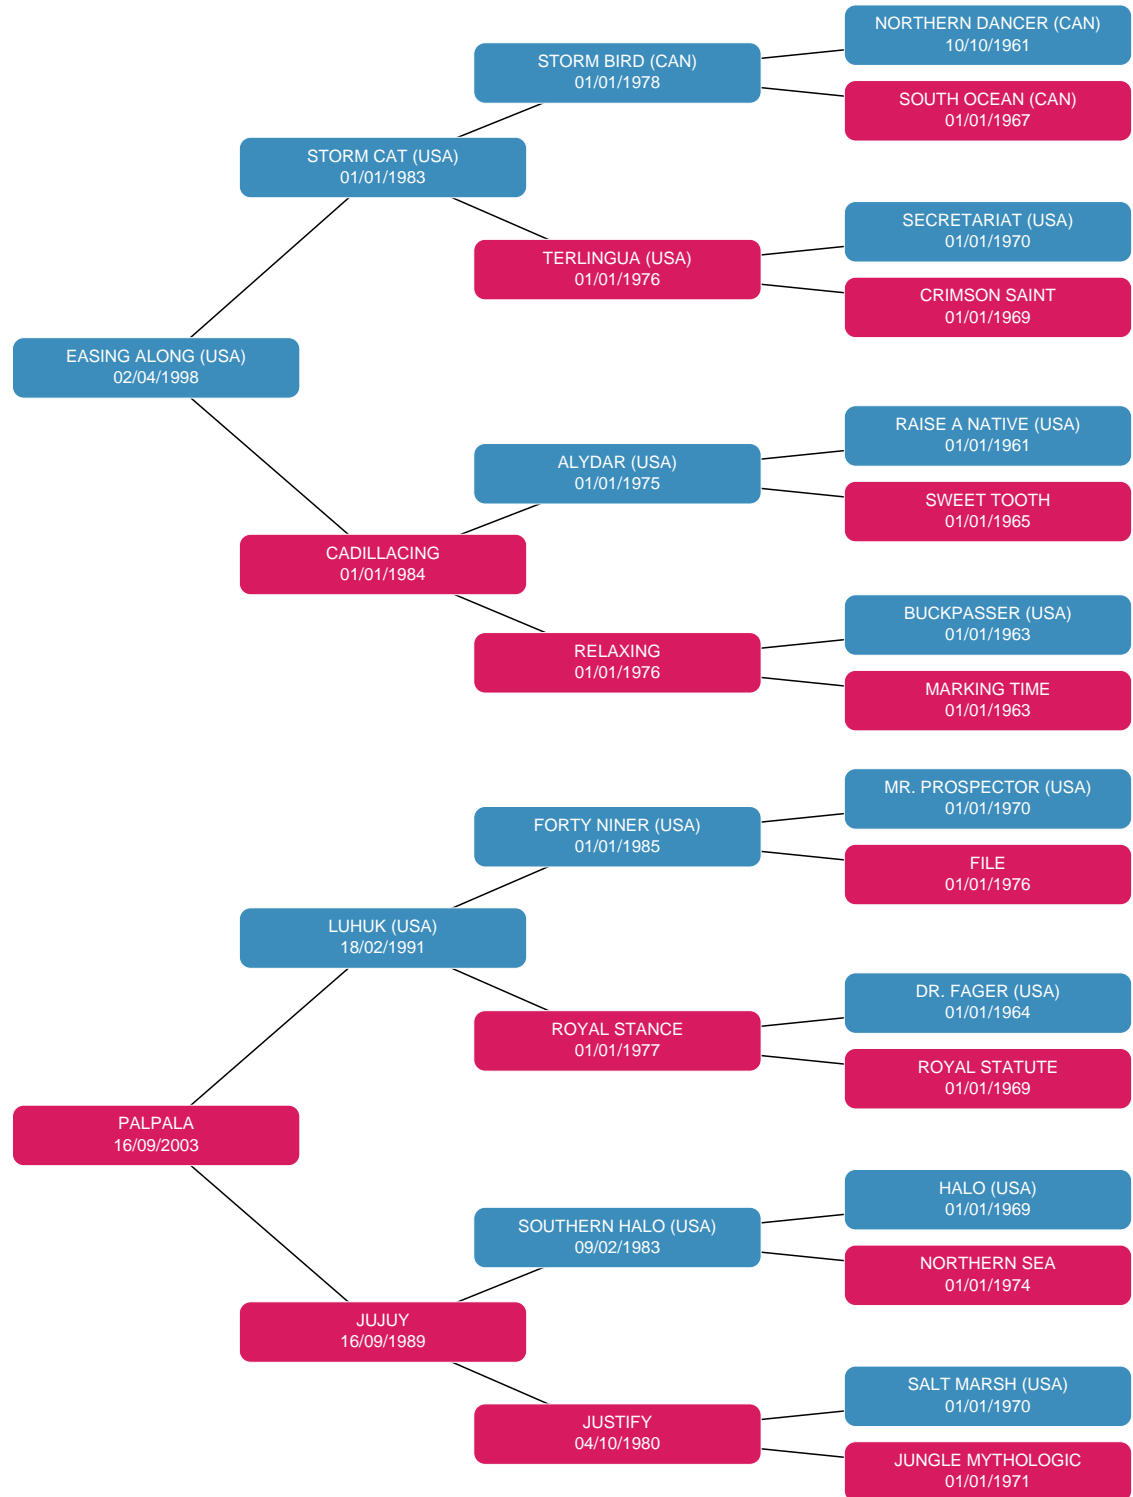 NORTHERN DANCER (CAN)
10/10/1961
STORM BIRD (CAN)
01/01/1978
SOUTH OCEAN (CAN)
01/01/1967
STORM CAT (USA)
01/01/1983
SECRETARIAT (USA)
01/01/1970
TERLINGUA (USA)
01/01/1976
CRIMSON SAINT
01/01/1969
EASING ALONG (USA)
02/04/1998
RAISE A NATIVE (USA)
01/01/1961
ALYDAR (USA)
01/01/1975
SWEET TOOTH
01/01/1965
CADILLACING
01/01/1984
BUCKPASSER (USA)
01/01/1963
RELAXING
01/01/1976
MARKING TIME
01/01/1963
MR. PROSPECTOR (USA)
01/01/1970
FORTY NINER (USA)
01/01/1985
FILE
01/01/1976
LUHUK (USA)
18/02/1991
DR. FAGER (USA)
01/01/1964
ROYAL STANCE
01/01/1977
ROYAL STATUTE
01/01/1969
PALPALA
16/09/2003
HALO (USA)
01/01/1969
SOUTHERN HALO (USA)
09/02/1983
NORTHERN SEA
01/01/1974
JUJUY
16/09/1989
SALT MARSH (USA)
01/01/1970
JUSTIFY
04/10/1980
JUNGLE MYTHOLOGIC
01/01/1971